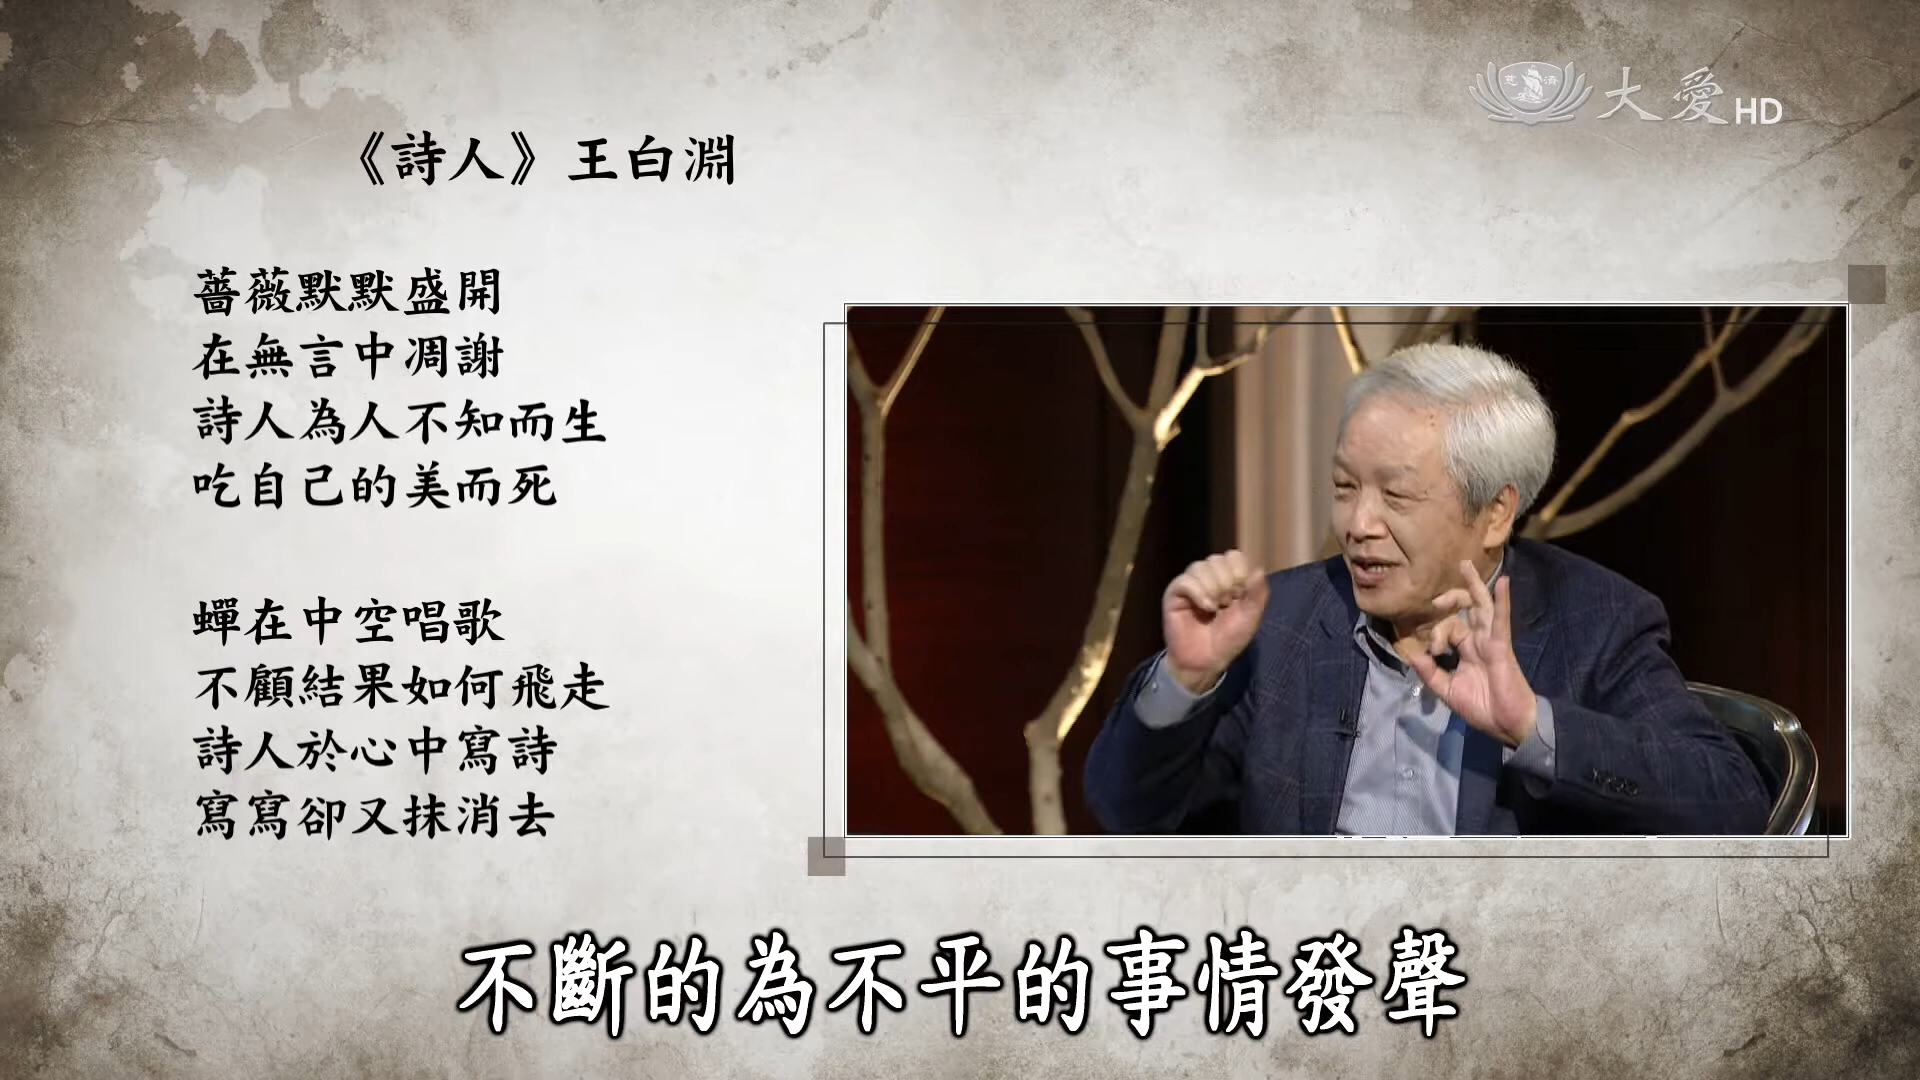 大愛HD
《詩人》王白淵
薔薇默默盛開
在無言中凋謝
詩人為人不知而生
吃自己的美而死
蟬在中空唱歌
不顧結果如何飛走
詩人於心中寫詩
寫寫卻又抹消去
不斷的為不平的事情發聲